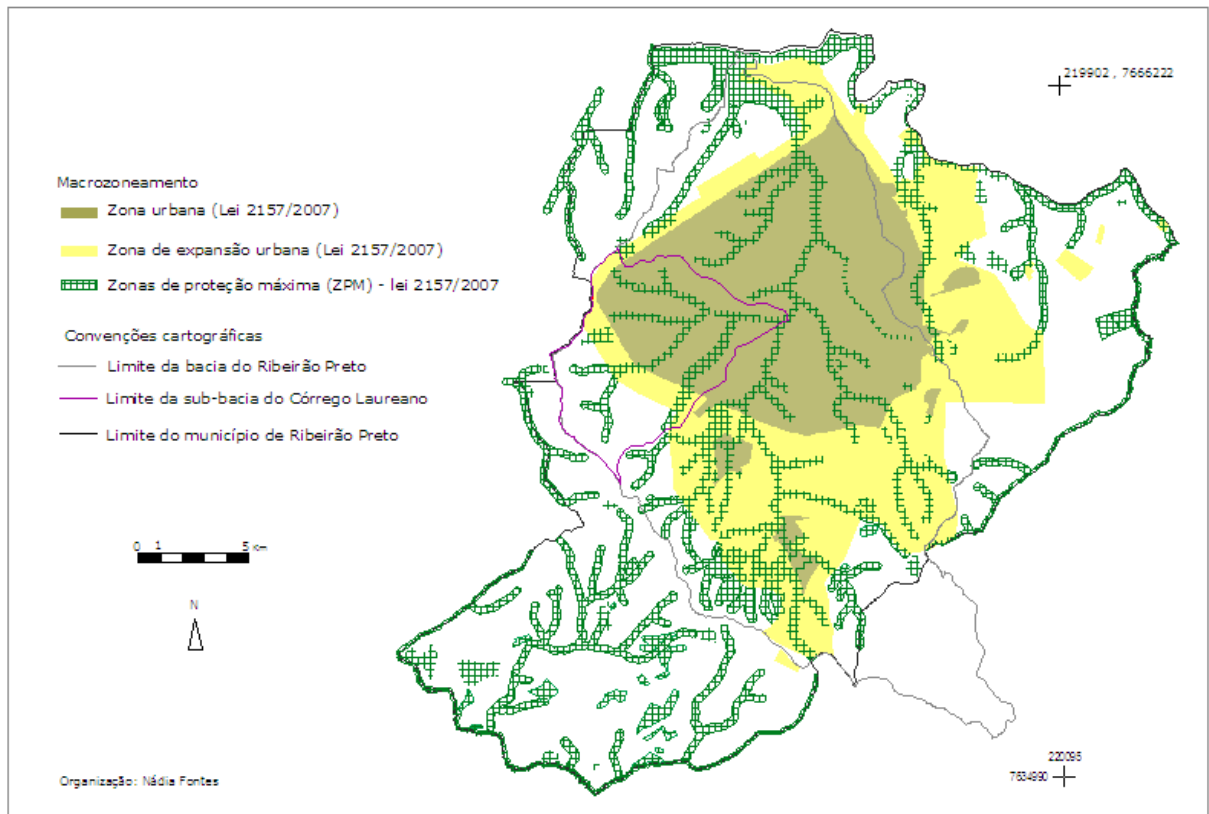 219902 , 7666222
Macrozoneamento
Zona urbana (Lei 2157/2007)
Zona de expansão urbana (Lei 2157/2007)
Zonas de proteção máxima (ZPM) - lei 2157/2007
Convenções cartográficas
Limite da bacia do Ribeirão Preto
Limite da sub-bacia do Córrego Laureano
Limite do município de Ribeirão Preto
0 1 5 km
N
220095
7634990
Organização: Nádia Fontes